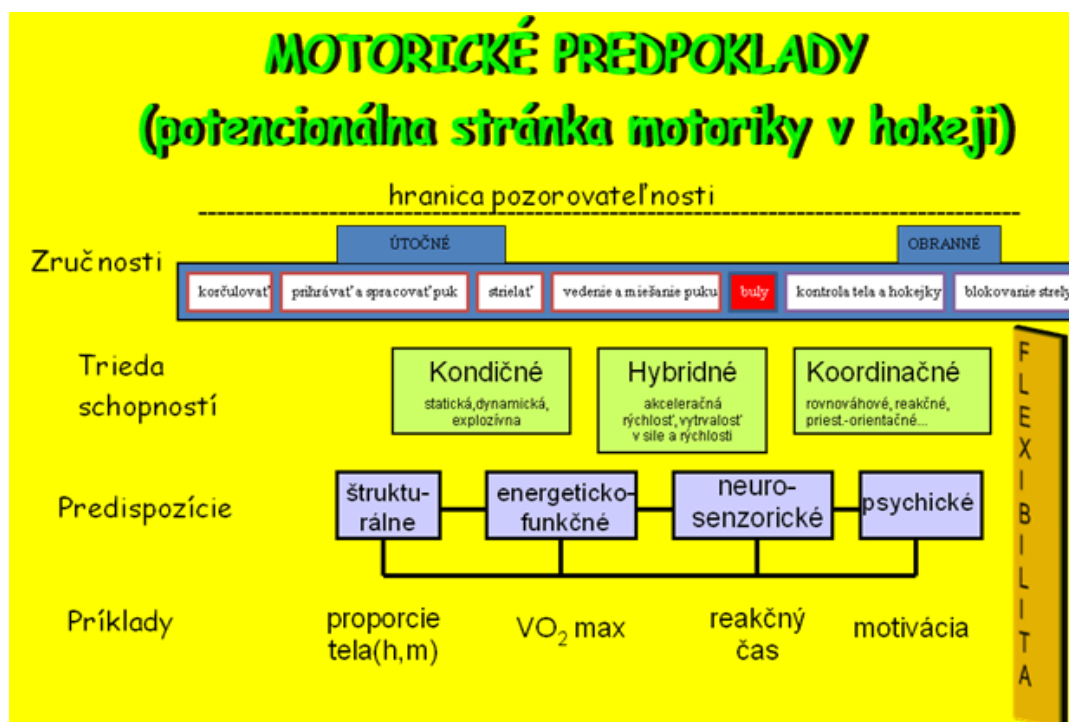 MOTORICKÉ PREDPOKLADY
(potencionálna stránka motoriky v hokeji)
hranica pozorovateľnosti
Zručnosti
ÚTOČNÉ
OBRANNÉ
korčulovať
prihrávať a spracovať puk
strielať
vedenie a miešanie puku
buly
kontrola tela a hokejky
blokovanie strely
Trieda
schopností
Kondičné
statická,dynamická,
explozívna
Hybridné
akceleračná
rýchlosť,vytrvalosť
v sile a rýchlosti
Koordinačné
rovnováhové, reakčné,
priest.-orientačné...
FLEXIBILITA
Predispozície
štruktu-
rálne
energeticko-
funkčné
neuro-
senzorické
psychické
Príklady
proporcie
tela(h,m)
VO₂ max
reakčný
čas
motivácia